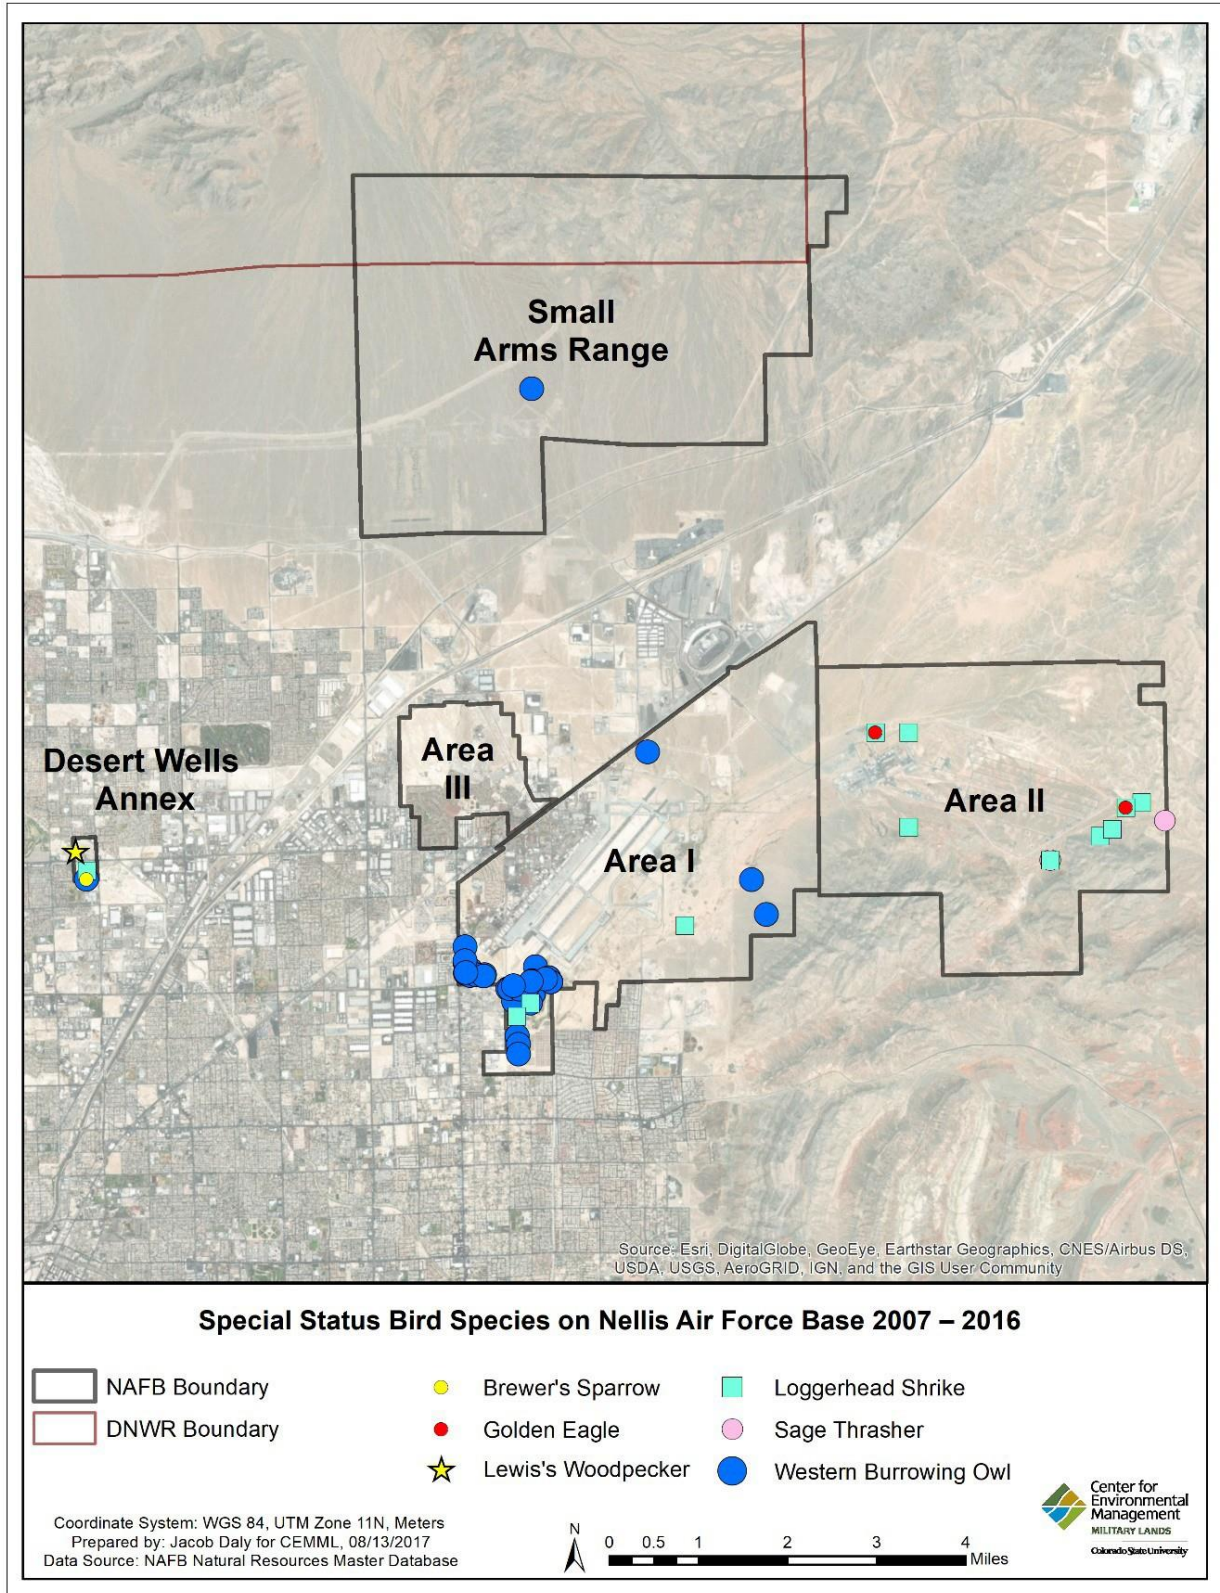 Small
Arms Range
Desert Wells
Annex
Area
III
Area I
Area II
Source: Esri, DigitalGlobe, GeoEye, Earthstar Geographics, CNES/Airbus DS,
USDA, USGS, AeroGRID, IGN, and the GIS User Community
Special Status Bird Species on Nellis Air Force Base 2007 – 2016
NAFB Boundary
DNWR Boundary
Brewer's Sparrow
Golden Eagle
Lewis's Woodpecker
Loggerhead Shrike
Sage Thrasher
Western Burrowing Owl
Coordinate System: WGS 84, UTM Zone 11N, Meters
Prepared by: Jacob Daly for CEMML, 08/13/2017
Data Source: NAFB Natural Resources Master Database
N
0 0.5 1 2 3 4
Miles
Center for
Environmental
Management
MILITARY LANDS
Colorado State University